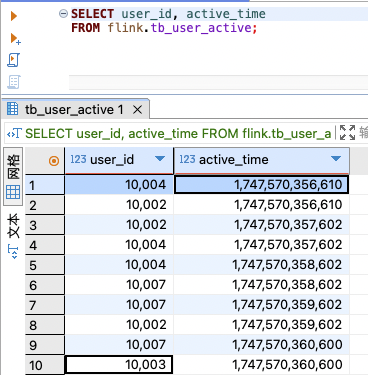 SELECT user_id, active_time
FROM flink.tb_user_active;
tb_user_active 1
SELECT user_id, active_time FROM flink.tb_user_a
网格
文本
123 user_id 123 active_time
1 10,004 1,747,570,356,610
2 10,002 1,747,570,356,610
3 10,002 1,747,570,357,602
4 10,004 1,747,570,357,602
5 10,004 1,747,570,358,602
6 10,007 1,747,570,358,602
7 10,007 1,747,570,359,602
8 10,002 1,747,570,359,602
9 10,007 1,747,570,360,600
10 10,003 1,747,570,360,600